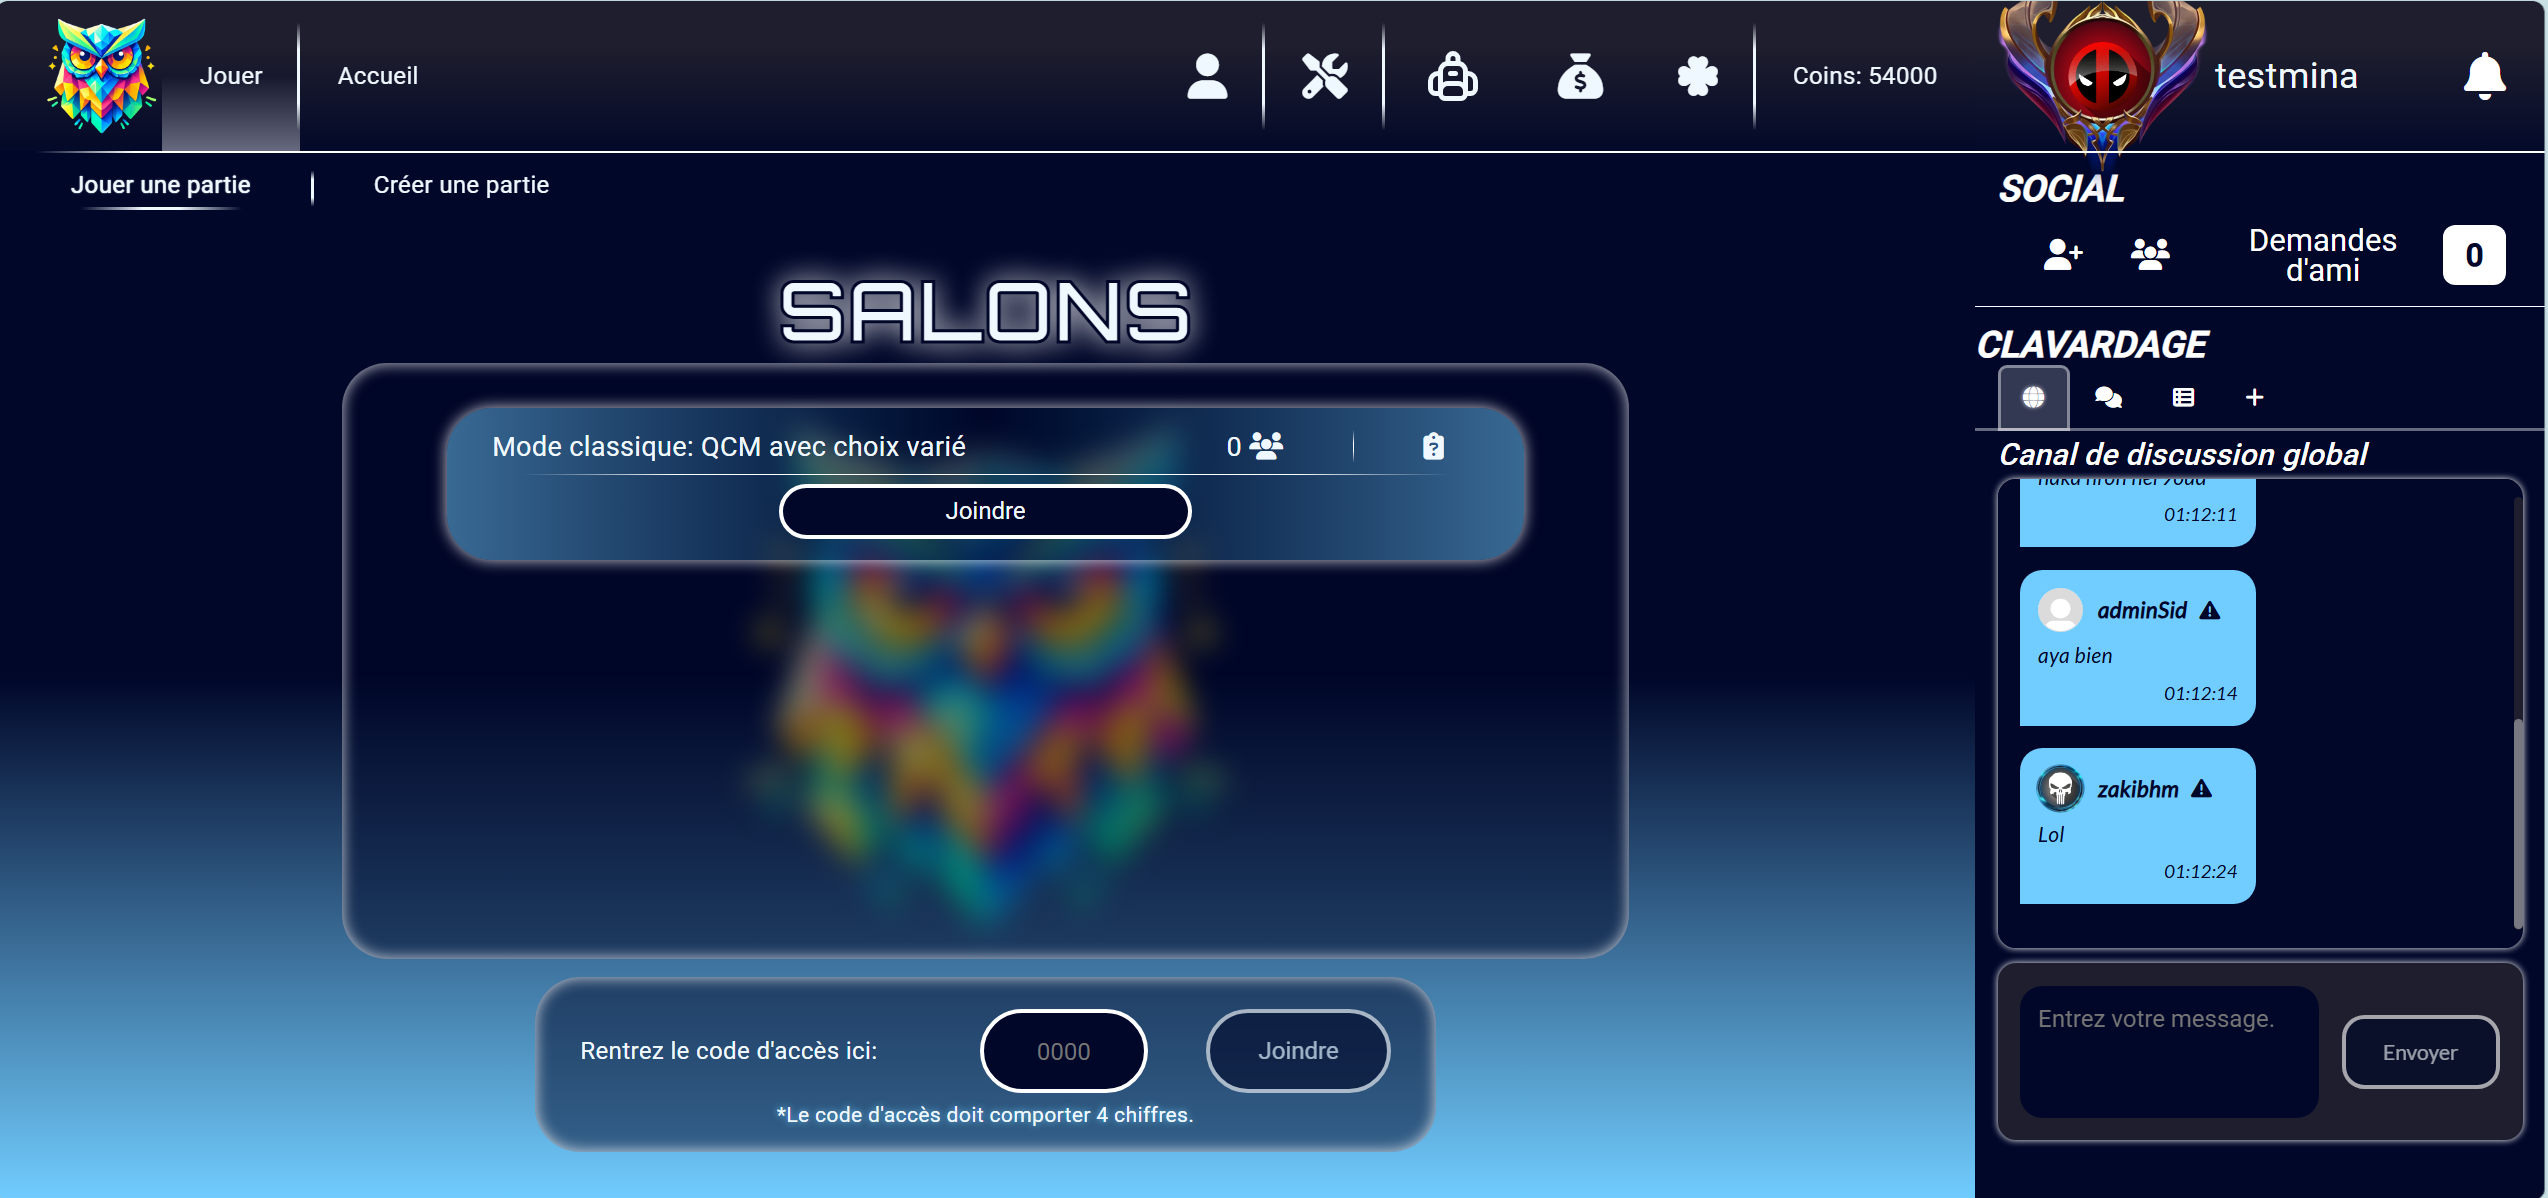 Jouer
Accueil
Coins: 54000
testmina
Jouer une partie
Créer une partie
SALONS
Mode classique: QCM avec choix varié
0
Joindre
Rentrez le code d'accès ici:
0000
Joindre
*Le code d'accès doit comporter 4 chiffres.
SOCIAL
Demandes
d'ami
0
CLAVARDAGE
Canal de discussion global
01:12:11
adminSid
aya bien
01:12:14
zakibhm
Lol
01:12:24
Entrez votre message.
Envoyer